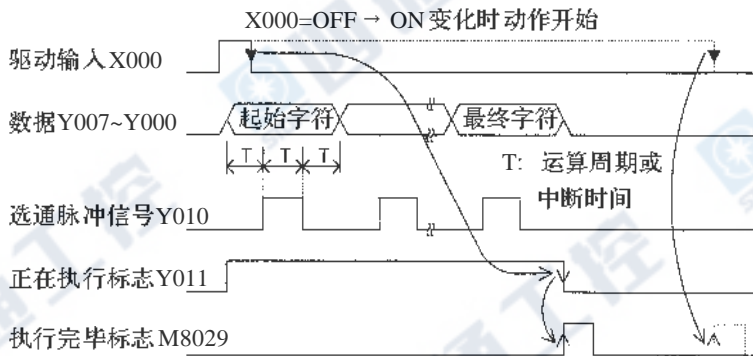 X000=OFF → ON 变化时动作开始
驱动输入X000
数据Y007~Y000
起始字符
最终字符
T T T
T: 运算周期或
中断时间
选通脉冲信号Y010
正在执行标志Y011
执行完毕标志M8029